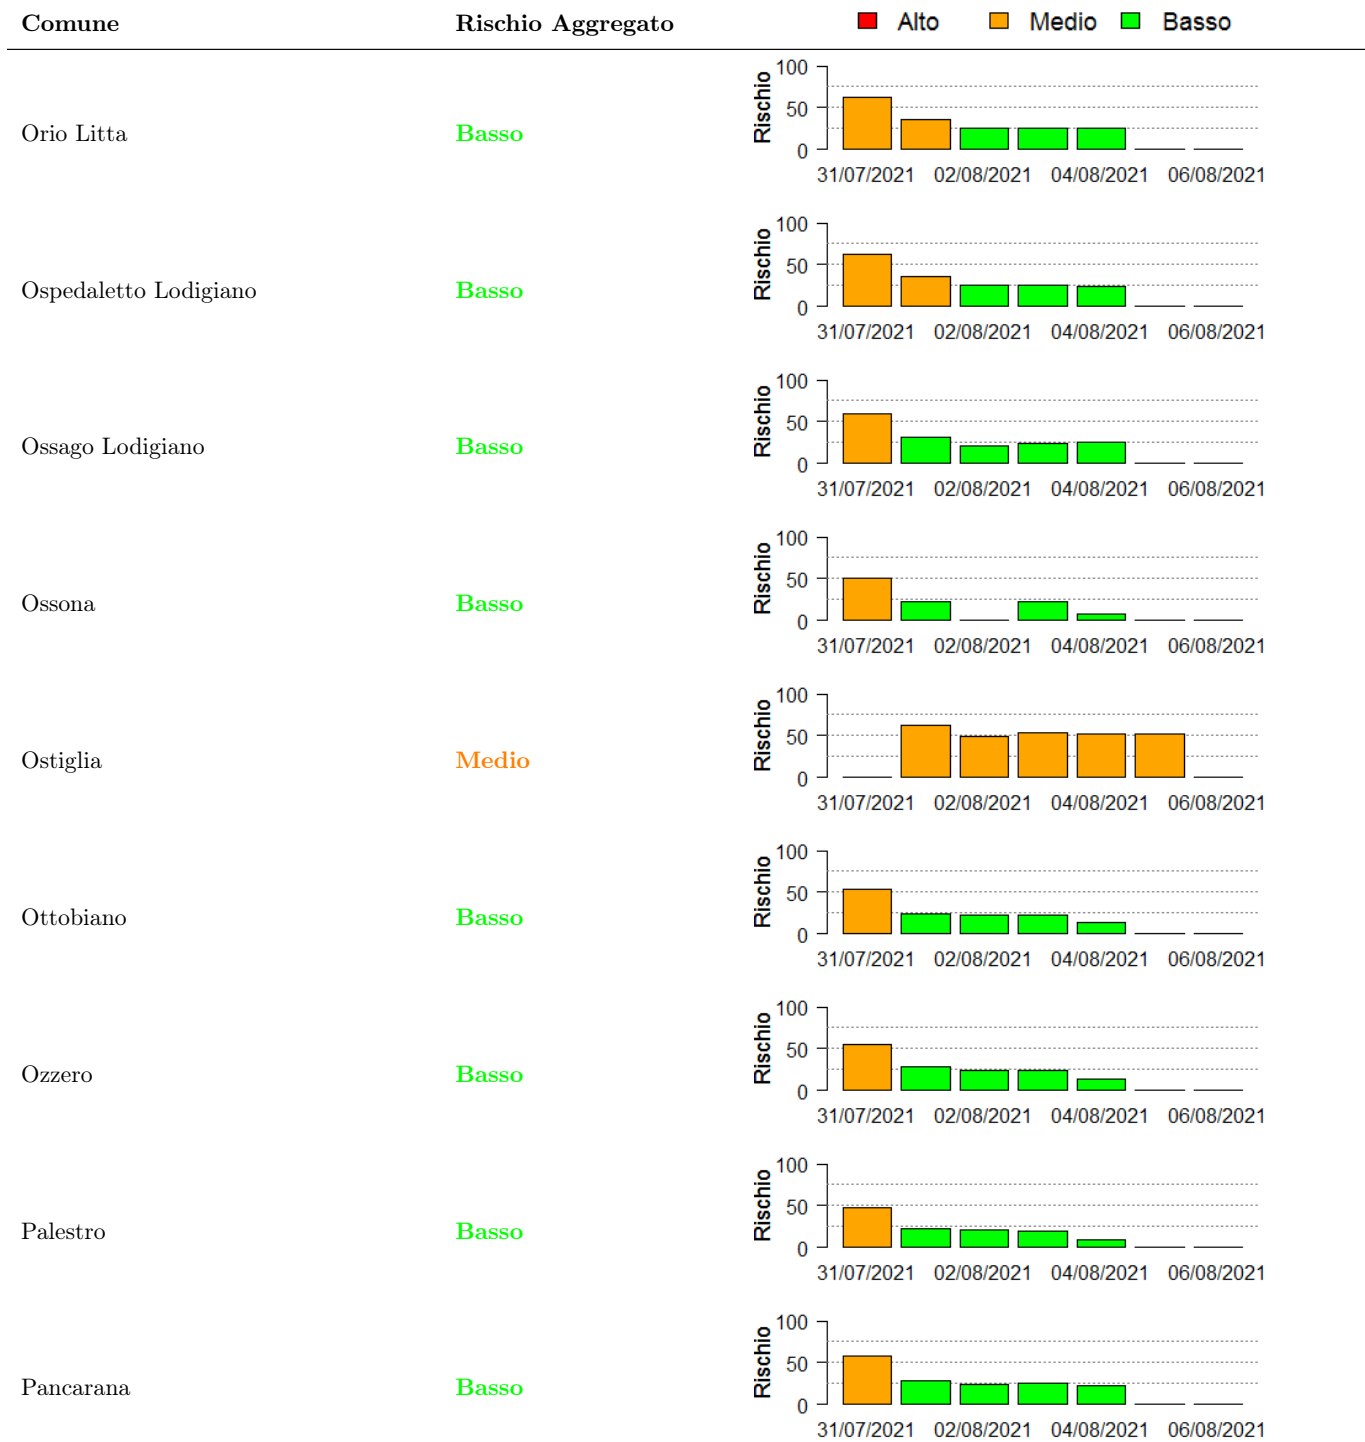 Comune Rischio Aggregato Alto Medio Basso
100
50
0
Rischio
Orio Litta Basso
31/07/2021 02/08/2021 04/08/2021 06/08/2021
100
50
0
Rischio
Ospedaletto Lodigiano Basso
31/07/2021 02/08/2021 04/08/2021 06/08/2021
100
50
0
Rischio
Ossago Lodigiano Basso
31/07/2021 02/08/2021 04/08/2021 06/08/2021
100
50
0
Rischio
Ossona Basso
31/07/2021 02/08/2021 04/08/2021 06/08/2021
100
50
0
Rischio
Ostiglia Medio
31/07/2021 02/08/2021 04/08/2021 06/08/2021
100
50
0
Rischio
Ottobiano Basso
31/07/2021 02/08/2021 04/08/2021 06/08/2021
100
50
0
Rischio
Ozzero Basso
31/07/2021 02/08/2021 04/08/2021 06/08/2021
100
50
0
Rischio
Palestro Basso
31/07/2021 02/08/2021 04/08/2021 06/08/2021
100
50
0
Rischio
Pancarana Basso
31/07/2021 02/08/2021 04/08/2021 06/08/2021